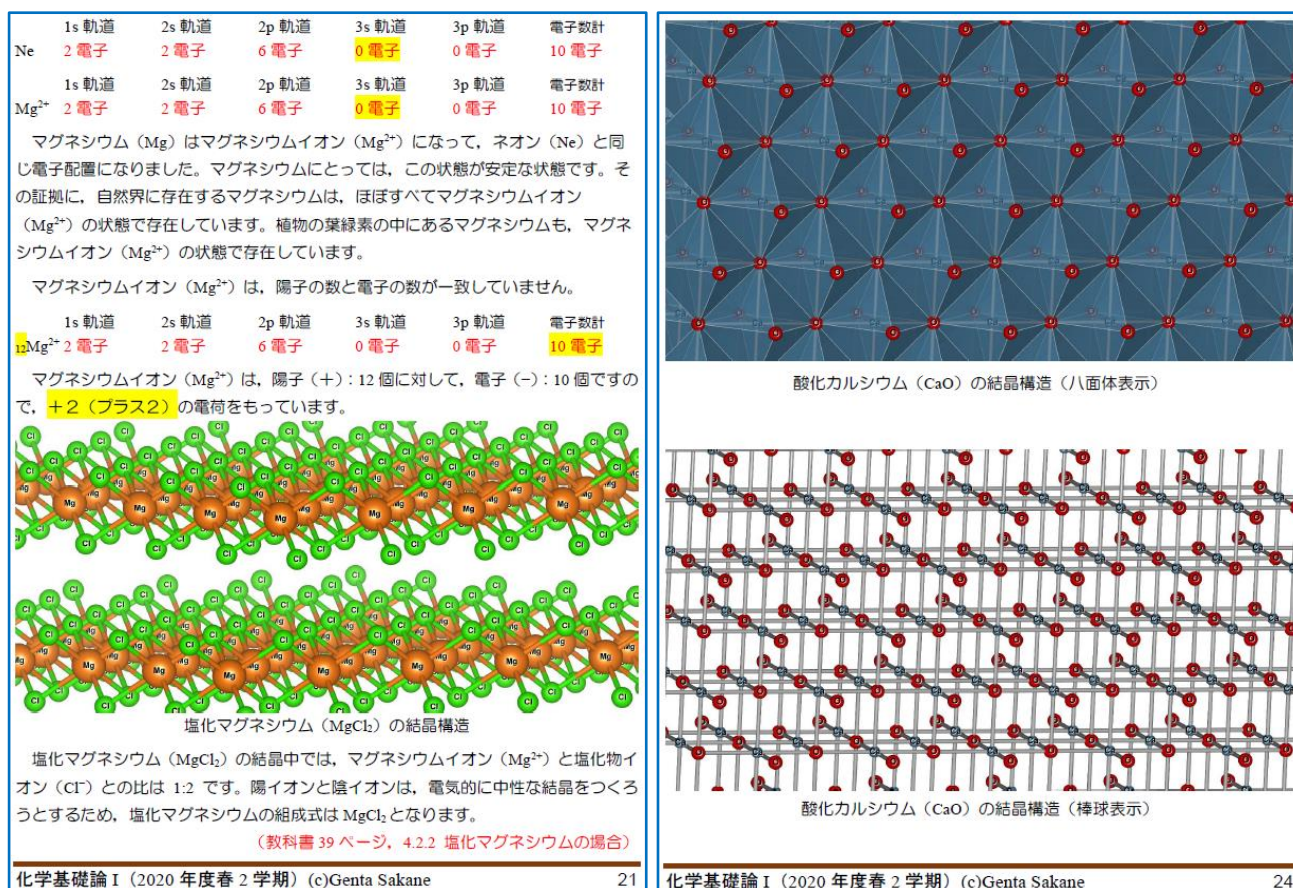 1s 軌道 2s 軌道 2p 軌道 3s 軌道 3p 軌道 電子数計
Ne 2 電子 2 電子 6 電子 0 電子 0 電子 10 電子
1s 軌道 2s 軌道 2p 軌道 3s 軌道 3p 軌道 電子数計
Mg²⁺ 2 電子 2 電子 6 電子 0 電子 0 電子 10 電子
マグネシウム（Mg）はマグネシウムイオン（Mg²⁺）になって，ネオン（Ne）と同
じ電子配置になりました。マグネシウムにとっては，この状態が安定な状態です。そ
の証拠に，自然界に存在するマグネシウムは，ほぼすべてマグネシウムイオン
（Mg²⁺）の状態で存在しています。植物の葉緑素の中にあるマグネシウムも，マグネ
シウムイオン（Mg²⁺）の状態で存在しています。
マグネシウムイオン（Mg²⁺）は，陽子の数と電子の数が一致していません。
1s 軌道 2s 軌道 2p 軌道 3s 軌道 3p 軌道 電子数計
₁₂Mg²⁺ 2 電子 2 電子 6 電子 0 電子 0 電子 10 電子
マグネシウムイオン（Mg²⁺）は，陽子（+）：12 個に対して，電子（−）：10 個ですの
で，＋２（プラス２）の電荷をもっています。
塩化マグネシウム（MgCl₂）の結晶構造
塩化マグネシウム（MgCl₂）の結晶中では，マグネシウムイオン（Mg²⁺）と塩化物イ
オン（Cl⁻）との比は 1:2 です。陽イオンと陰イオンは，電気的に中性な結晶をつくろ
うとするため，塩化マグネシウムの組成式は MgCl₂ となります。
（教科書 39 ページ，4.2.2 塩化マグネシウムの場合）
化学基礎論 I（2020 年度春 2 学期）(c)Genta Sakane 21
酸化カルシウム（CaO）の結晶構造（八面体表示）
酸化カルシウム（CaO）の結晶構造（棒球表示）
化学基礎論 I（2020 年度春 2 学期）(c)Genta Sakane 24